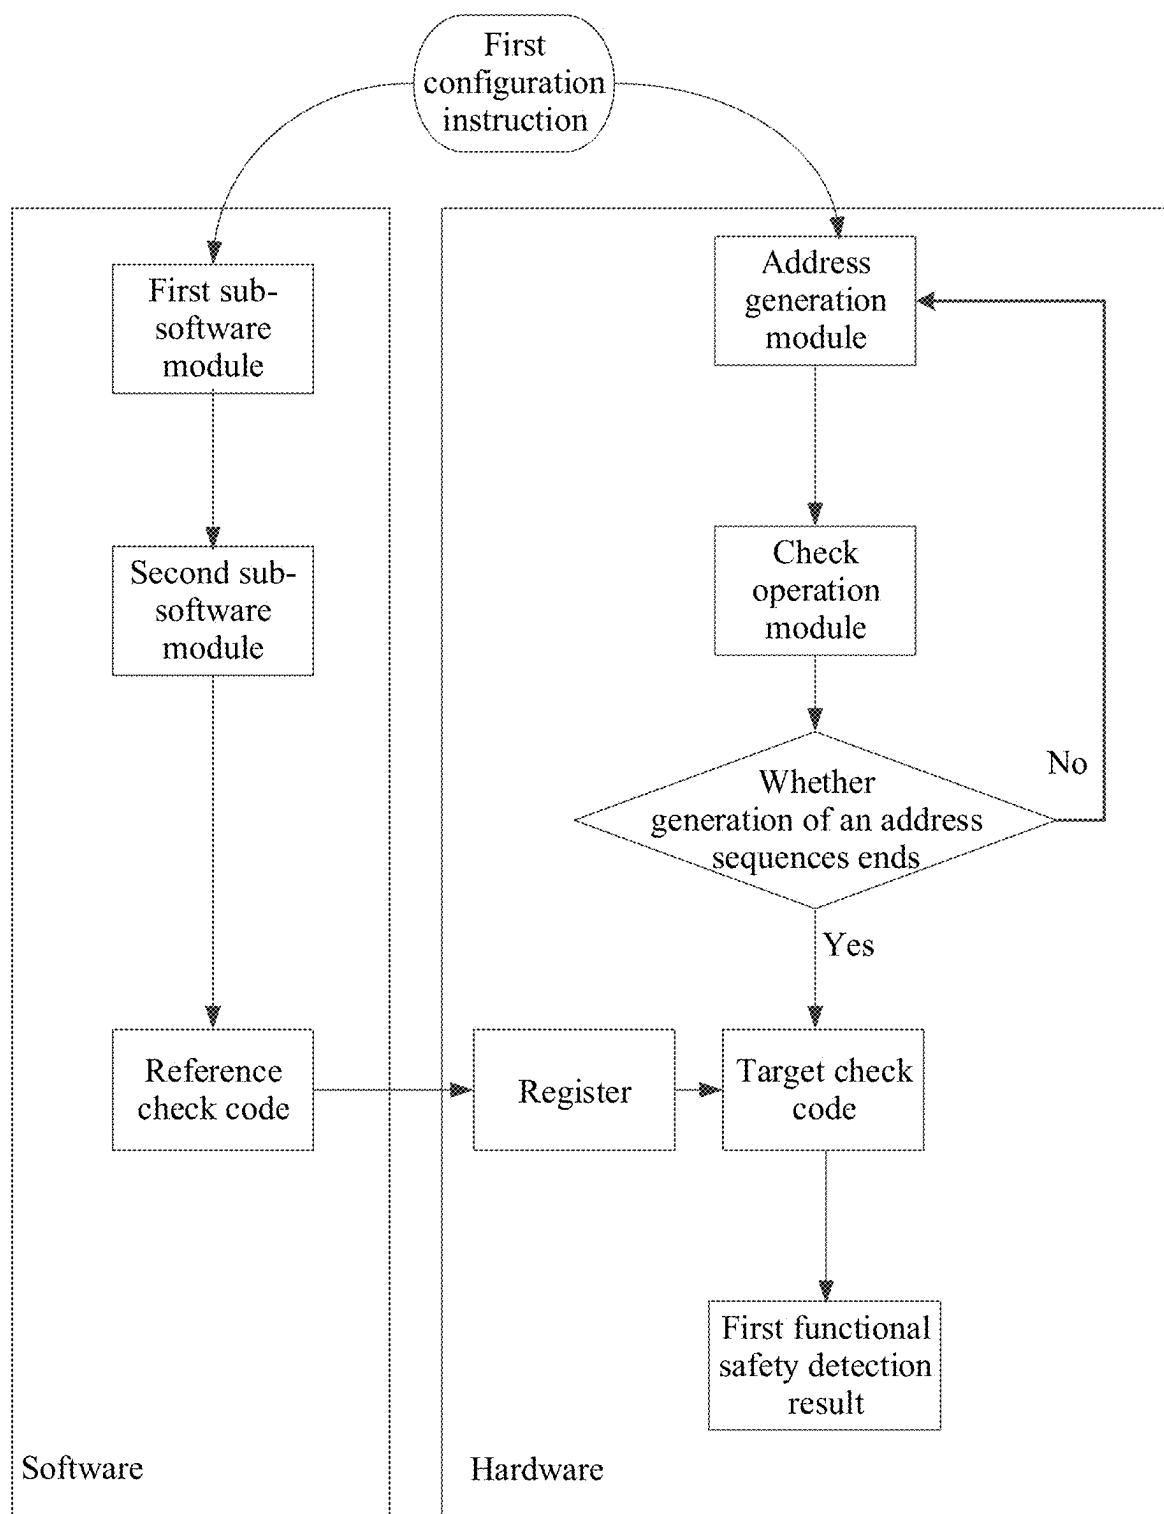 First
configuration
instruction
First sub-
software
module
Address
generation
module
Second sub-
software
module
Check
operation
module
No
Whether
generation of an address
sequences ends
Yes
Reference
check code
Register
Target check
code
First functional
safety detection
result
Software
Hardware